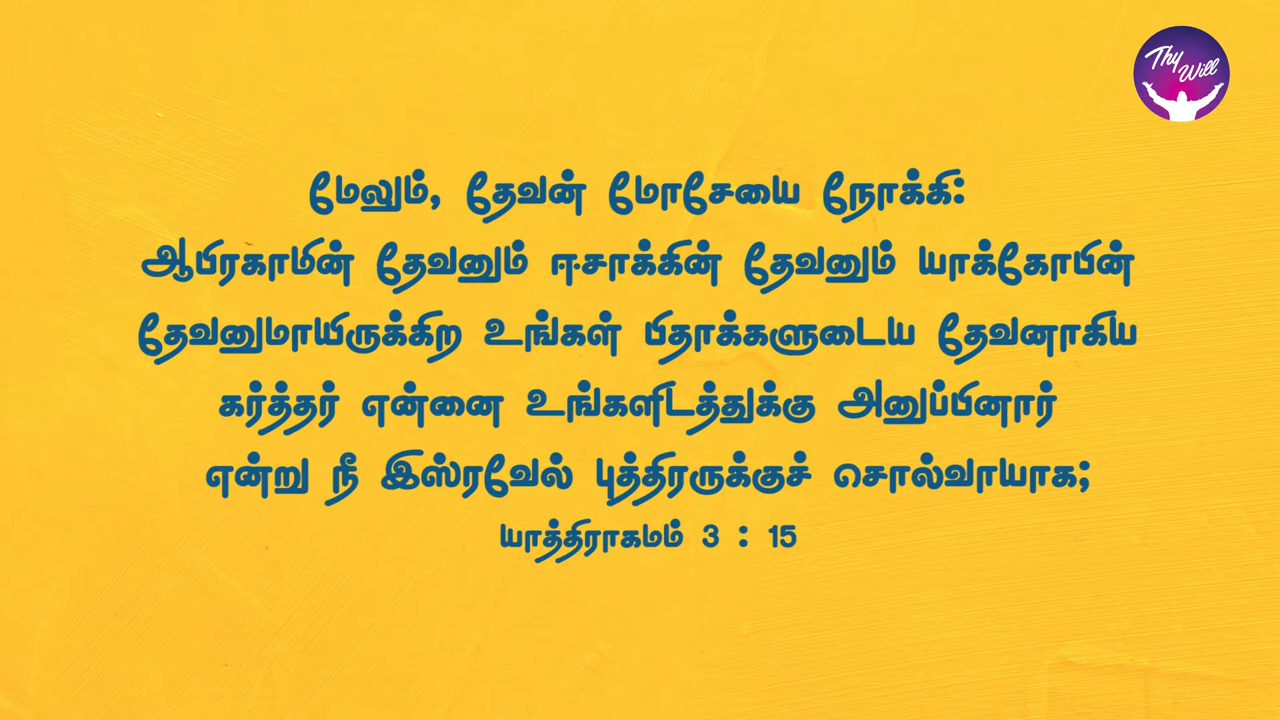 Thy Will
மேலும், தேவன் மோசேயை நோக்கி:
ஆபிரகாமின் தேவனும் ஈசாக்கின் தேவனும் யாக்கோபின்
தேவனுமாயிருக்கிற உங்கள் பிதாக்களுடைய தேவனாகிய
கர்த்தர் என்னை உங்களிடத்துக்கு அனுப்பினார்
என்று நீ இஸ்ரவேல் புத்திரருக்குச் சொல்வாயாக;
யாத்திராகமம் 3 : 15